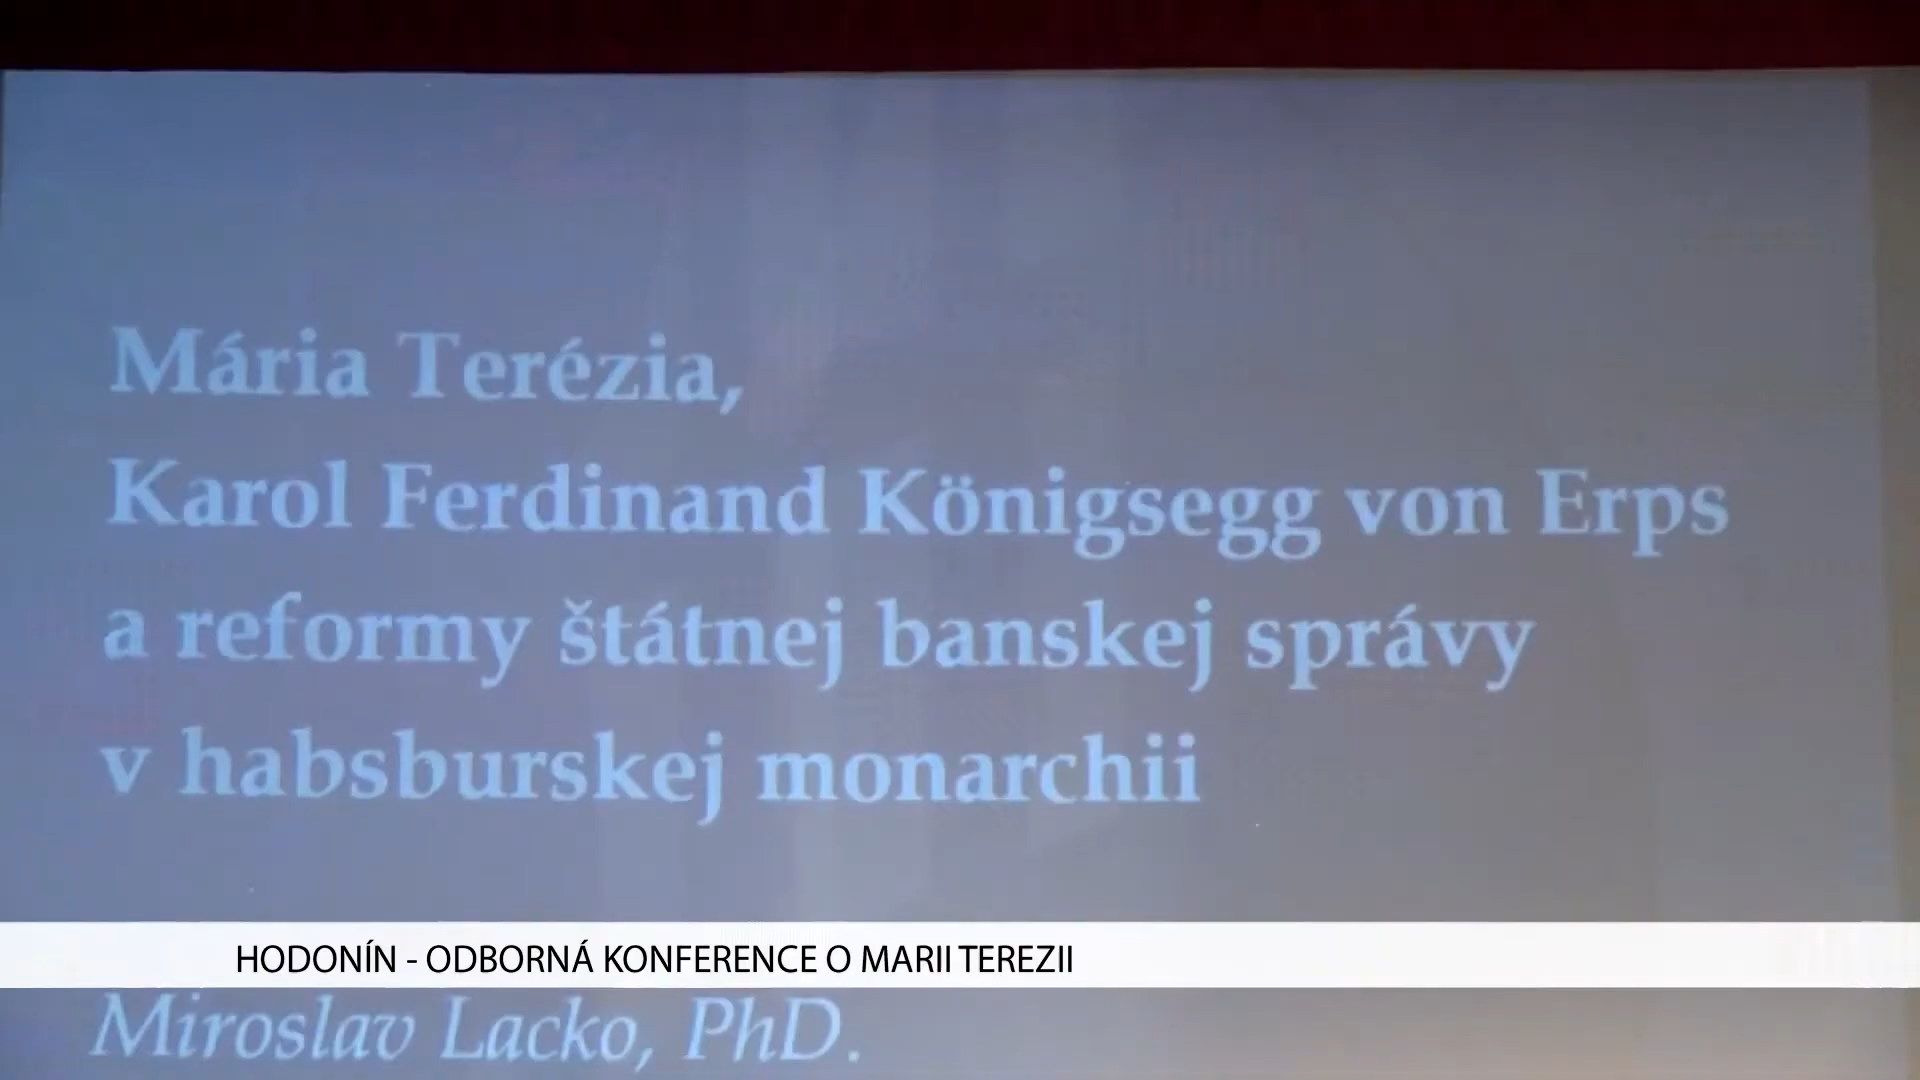 Mária Terézia,
Karol Ferdinand Königsegg von Erps
a reformy štátnej banskej správy
v habsburskej monarchii
HODONÍN - ODBORNÁ KONFERENCE O MARII TEREZII
Miroslav Lacko, PhD.